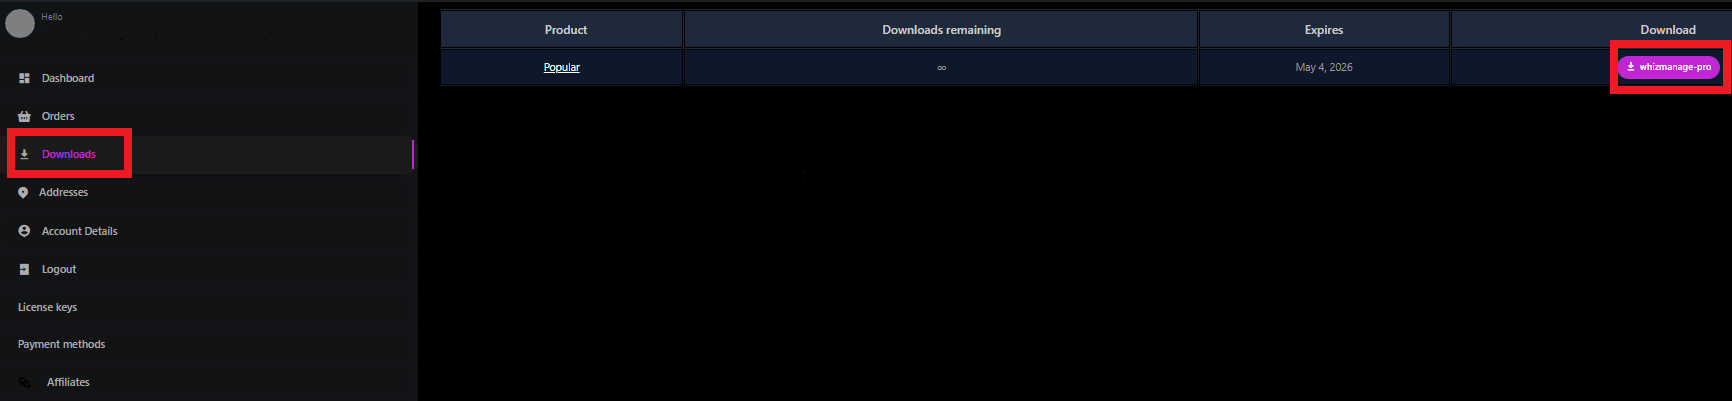 Hello
Dashboard
Orders
Downloads
Addresses
Account Details
Logout
License keys
Payment methods
Affiliates
Product Downloads remaining Expires Download
Popular ∞ May 4, 2026 whizmanage-pro